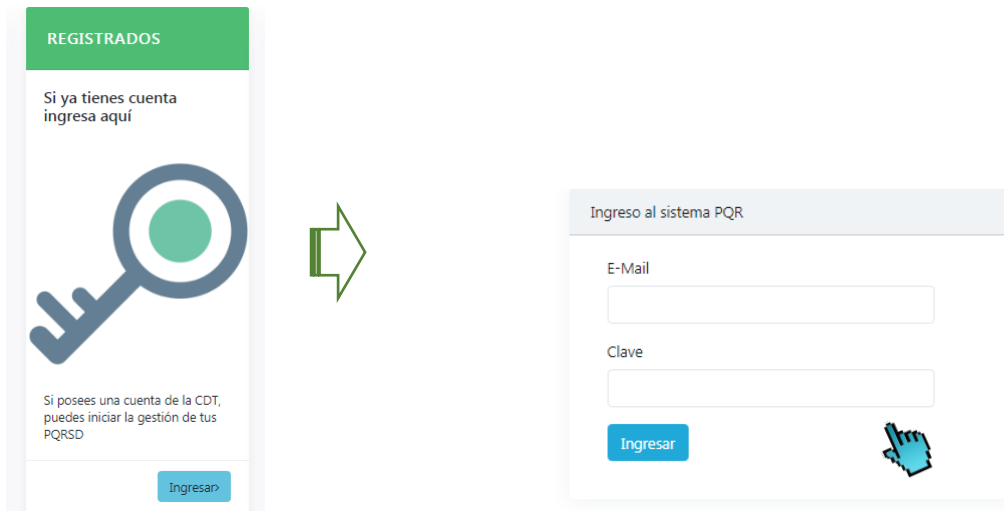 REGISTRADOS
Si ya tienes cuenta
ingresa aquí
Si posees una cuenta de la CDT,
puedes iniciar la gestión de tus
PQRSD
Ingresar>
Ingreso al sistema PQR
E-Mail
Clave
Ingresar